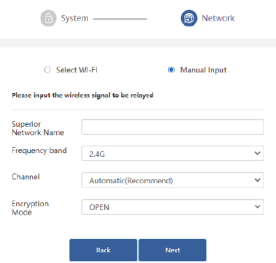 System
Network
Select Wi-Fi
Manual Input
Please input the wireless signal to be relayed
Superior
Network Name
Frequency band
2.4G
Channel
Automatic(Recommend)
Encryption
Mode
OPEN
Back
Next